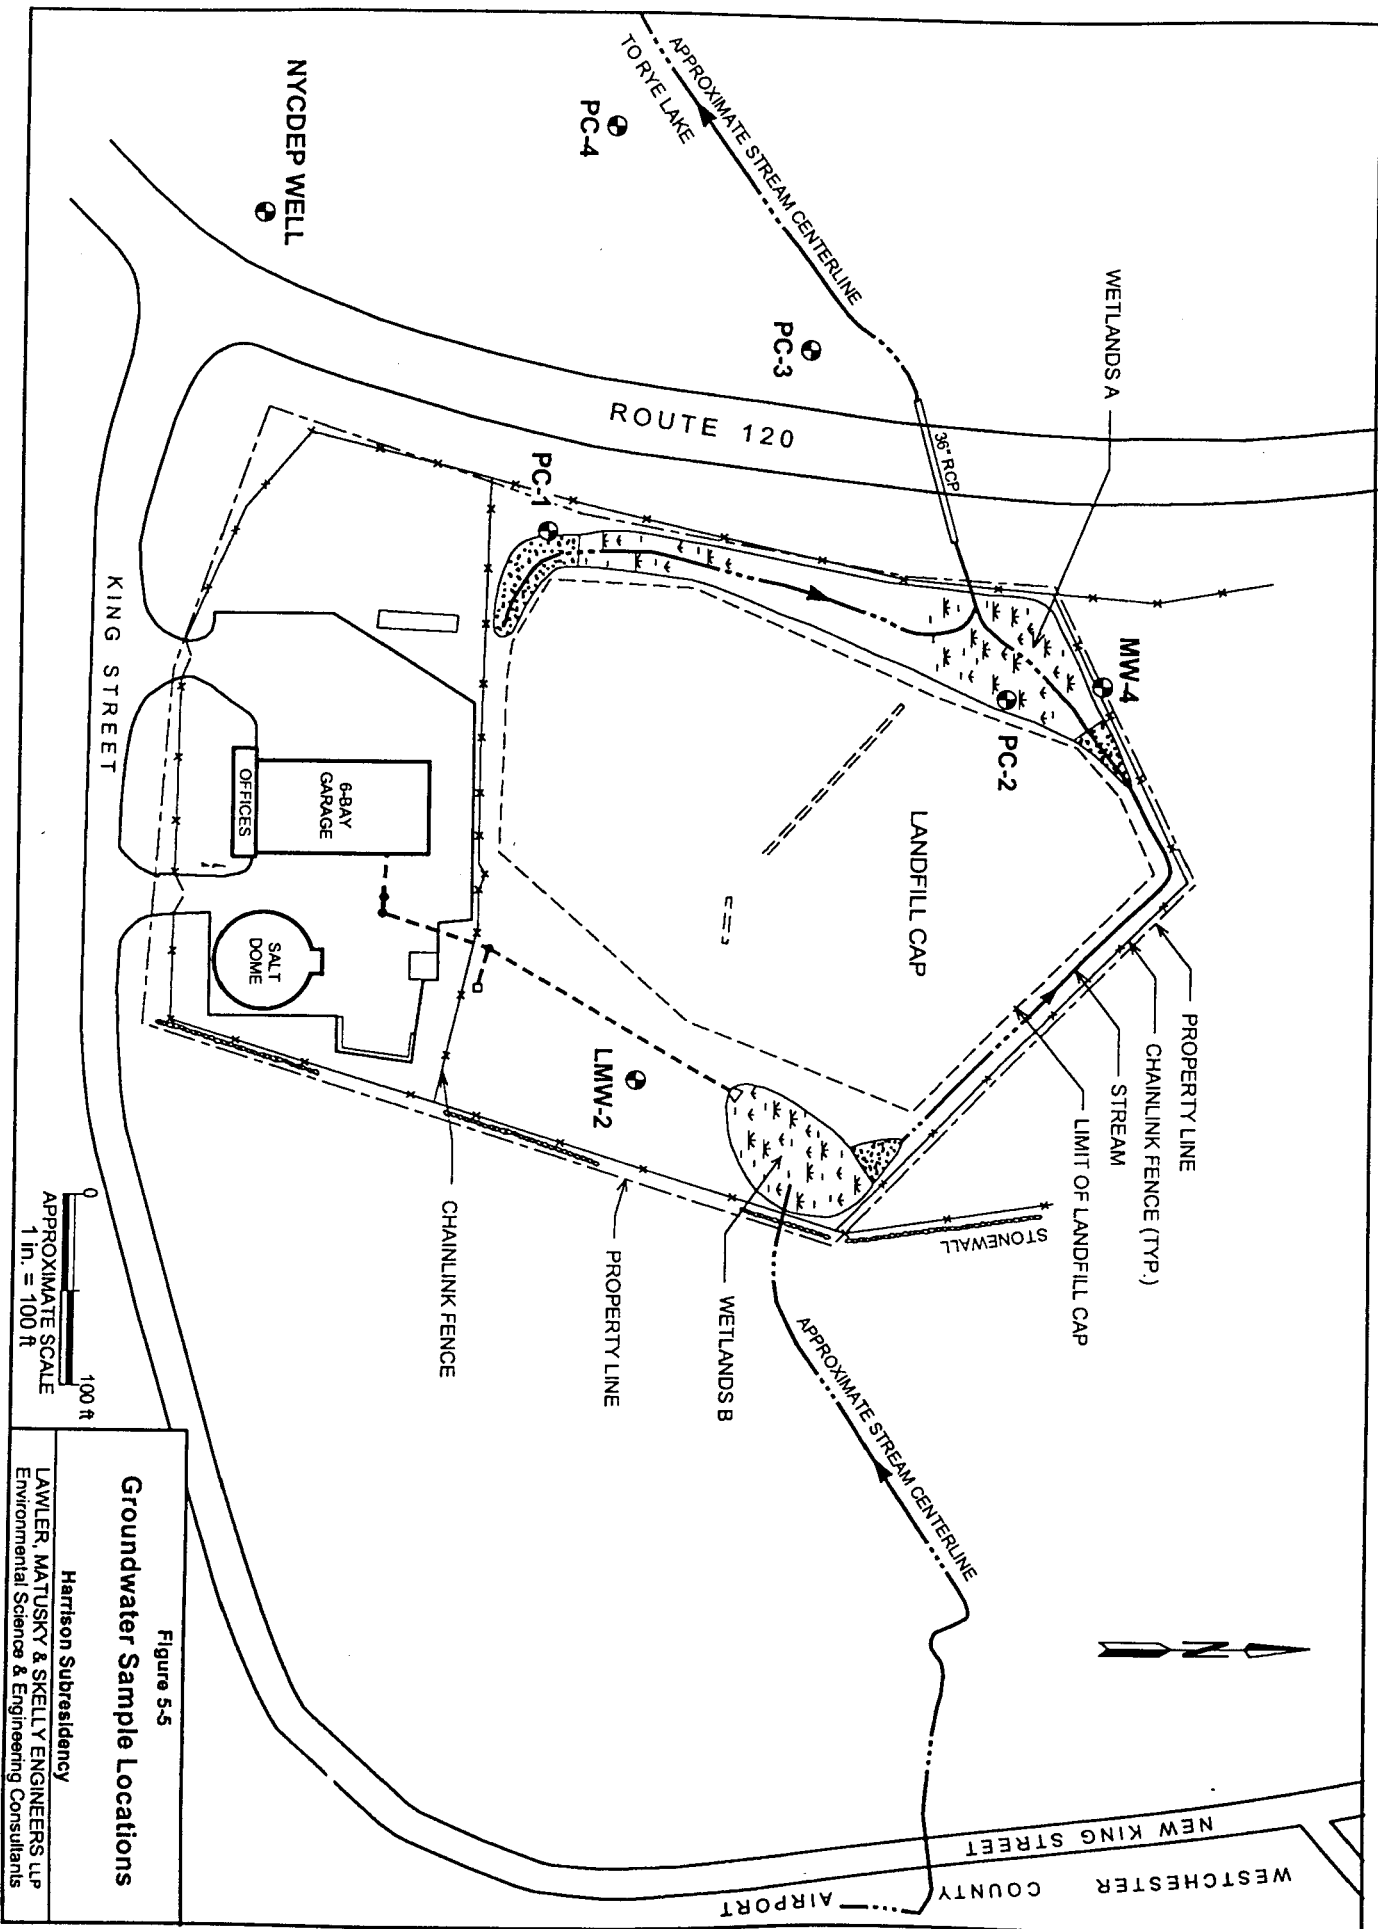 NYCDEP WELL
PC-4
TO RYE LAKE
APPROXIMATE STREAM CENTERLINE
WETLANDS A
PC-3
ROUTE 120
36" RCP
PC-1
MW-4
PC-2
KING STREET
OFFICES
6-BAY
GARAGE
LANDFILL CAP
SALT
DOME
LMW-2
PROPERTY LINE
CHAINLINK FENCE (TYP.)
STREAM
LIMIT OF LANDFILL CAP
STONEWALL
CHAINLINK FENCE
PROPERTY LINE
WETLANDS B
APPROXIMATE STREAM CENTERLINE
0
100 ft
APPROXIMATE SCALE
1 in. = 100 ft
N
NEW KING STREET
WESTCHESTER COUNTY AIRPORT
Figure 5-5
Groundwater Sample Locations
Harrison Subresidency
LAWLER, MATUSKY & SKELLY ENGINEERS LLP
Environmental Science & Engineering Consultants